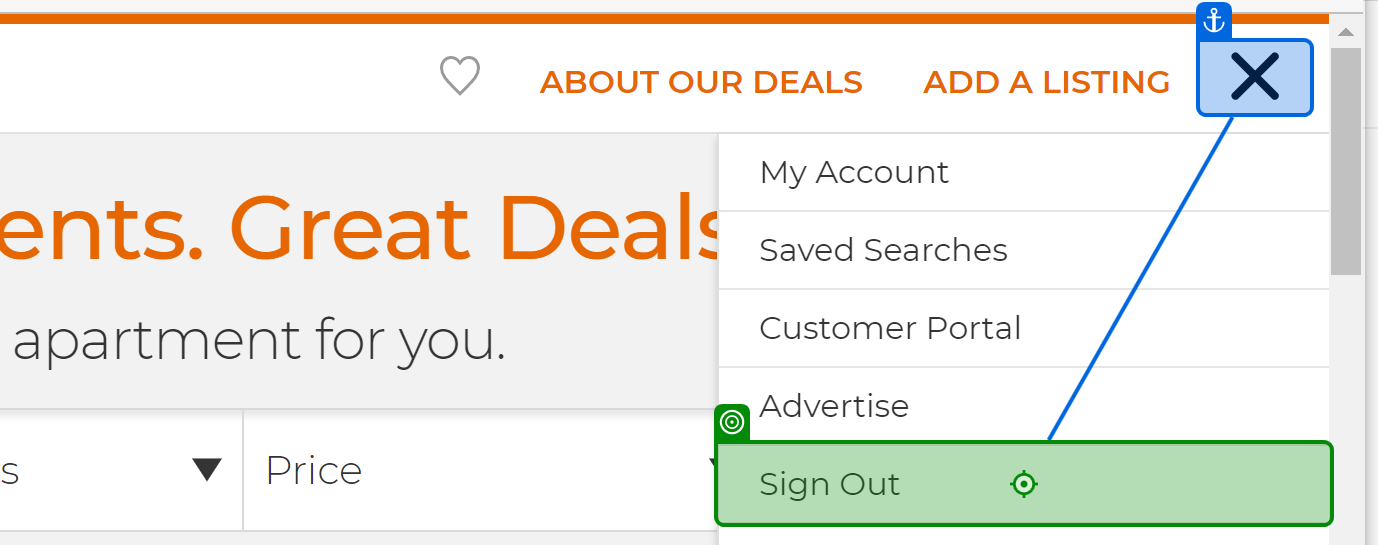 ABOUT OUR DEALS ADD A LISTING
My Account
ents. Great Deals
Saved Searches
apartment for you.
Customer Portal
Advertise
s Price
Sign Out